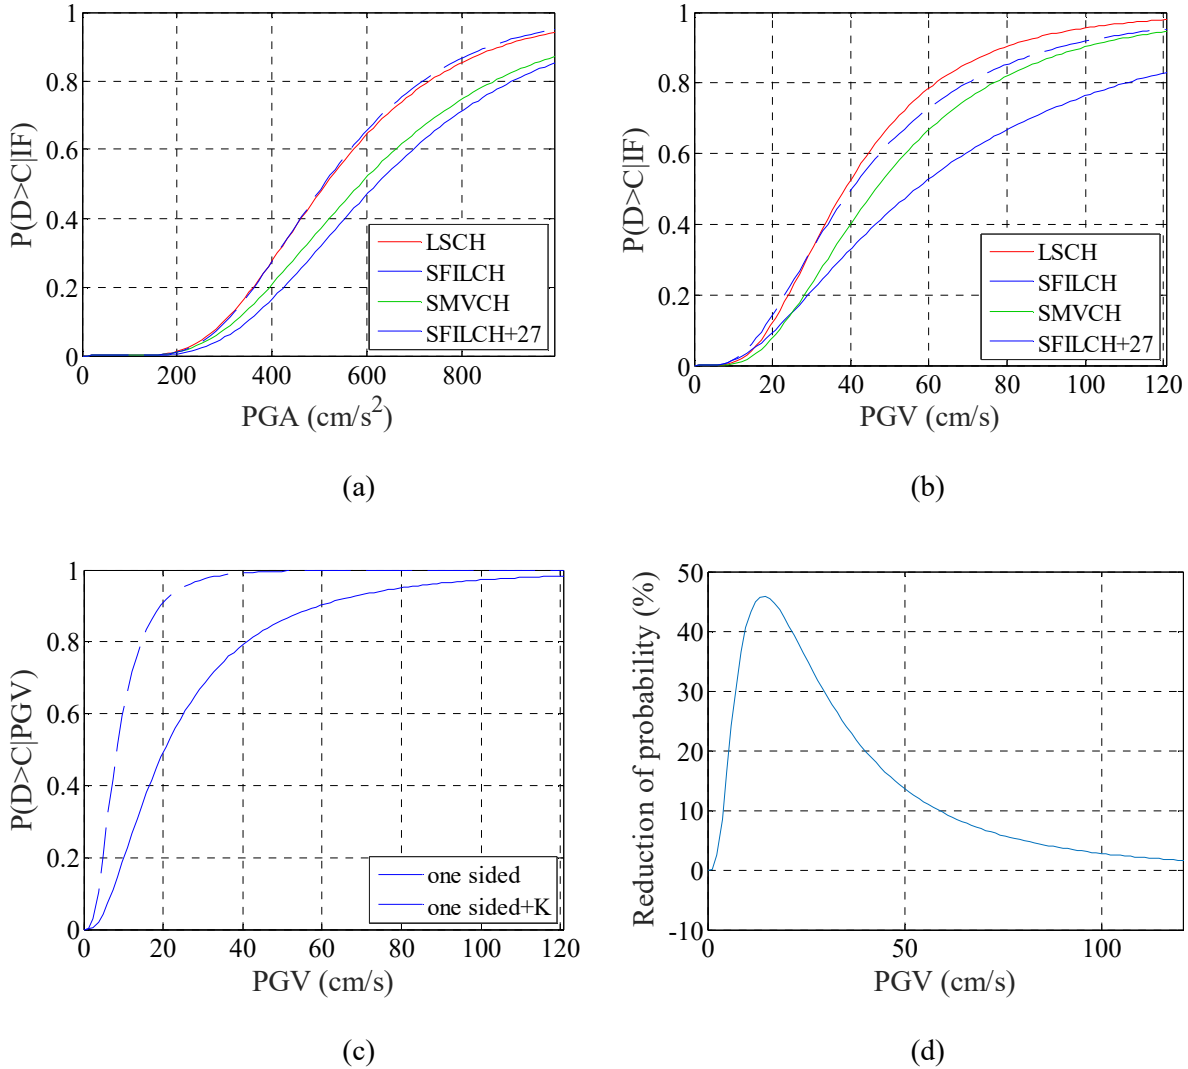 P(D>C|IF)
1
0.8
0.6
0.4
0.2
0
0 200 400 600 800
PGA (cm/s²)
LSCH
SFILCH
SMVCH
SFILCH+27
(a)
P(D>C|IF)
1
0.8
0.6
0.4
0.2
0
0 20 40 60 80 100 120
PGV (cm/s)
LSCH
SFILCH
SMVCH
SFILCH+27
(b)
P(D>C|PGV)
1
0.8
0.6
0.4
0.2
0
0 20 40 60 80 100 120
PGV (cm/s)
one sided
one sided+K
(c)
Reduction of probability (%)
50
40
30
20
10
0
-10
0 50 100
PGV (cm/s)
(d)